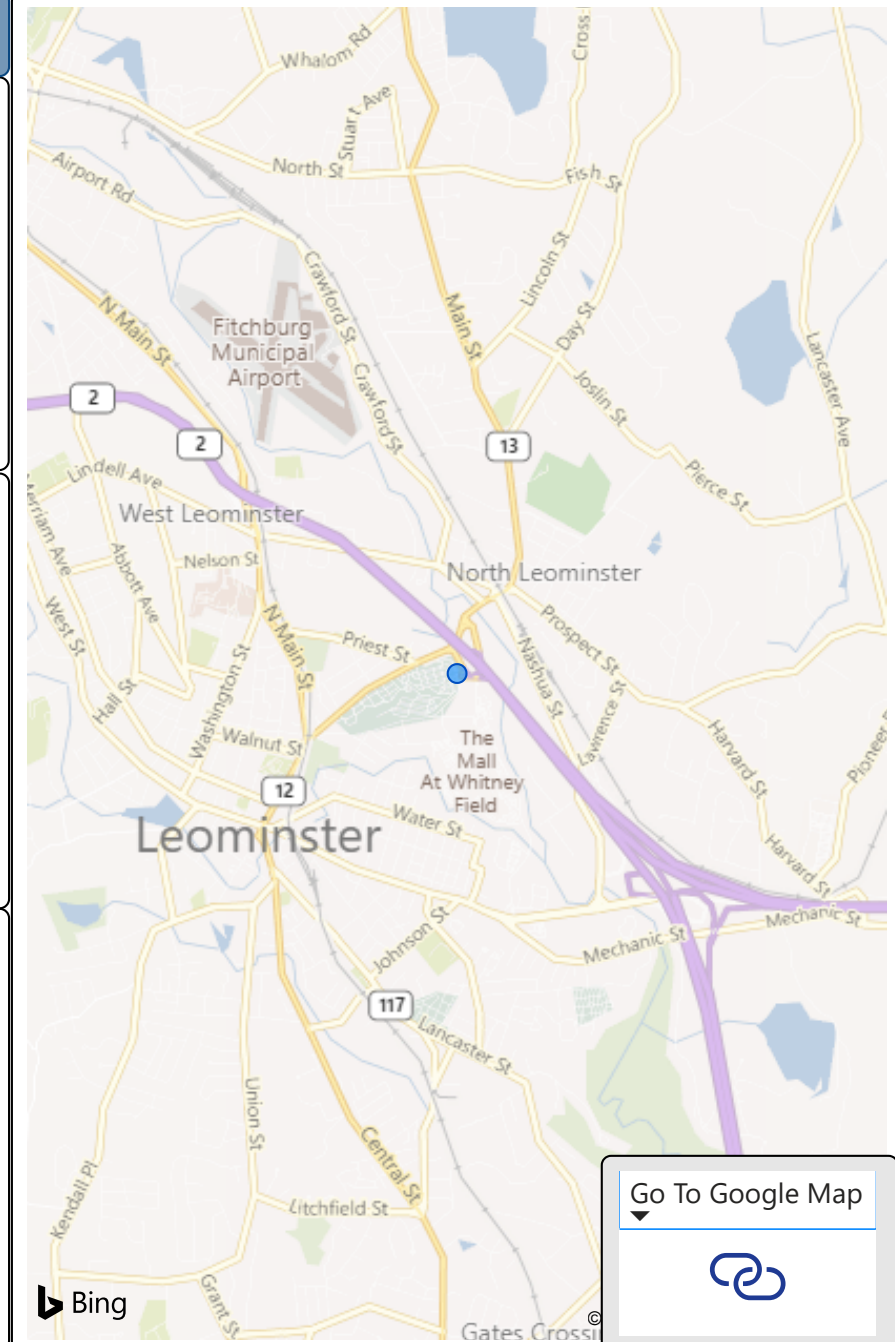 Cross
Whalom Rd
Stuart Ave
North St
Fish St
Airport Rd
Crawford St
Lincoln St
N Main St
Main St
Day St
Fitchburg
Municipal
Airport
Lancaster Ave
Crawford St
Joslin St
2
2
13
Lindell Ave
Pierce St
Merriam Ave
West Leominster
Abbott Ave
Nelson St
North Leominster
West St
N Main St
Priest St
Prospect St
Nashua St
Hall St
Washington St
Lawrence St
Walnut St
The
Mall
At Whitney
Field
Harvard St
12
Water St
Leominster
Harvard St
Johnson St
Mechanic St
Mechanic St
117
Lancaster St
Union St
Central St
Kendall Pl
Litchfield St
Go To Google Map
Grant St
Bing
©
Gates